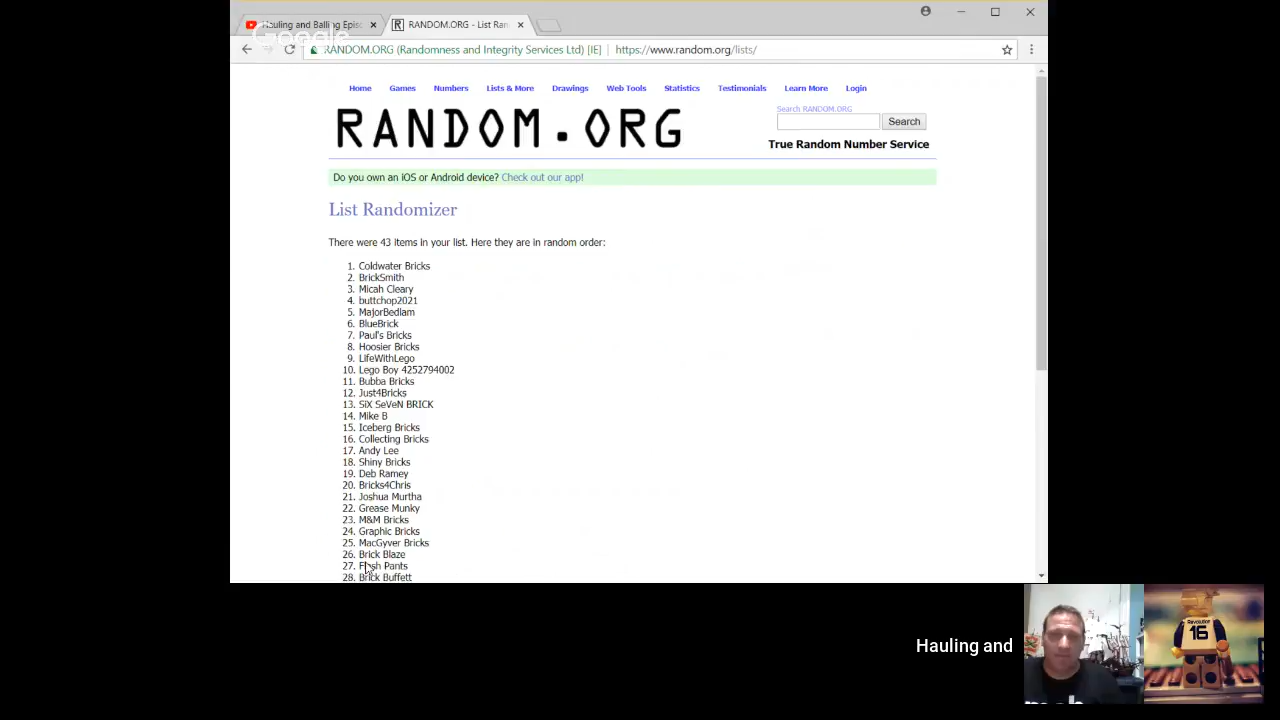 Hauling and Balling Episo
RANDOM.ORG - List Ran
Google
RANDOM.ORG (Randomness and Integrity Services Ltd) [IE] | https://www.random.org/lists/
Home Games Numbers Lists & More Drawings Web Tools Statistics Testimonials Learn More Login
Search RANDOM.ORG
RANDOM.ORG
Search
True Random Number Service
Do you own an iOS or Android device? Check out our app!
List Randomizer
There were 43 items in your list. Here they are in random order:
1. Coldwater Bricks
2. BrickSmith
3. Micah Cleary
4. buttchop2021
5. MajorBedlam
6. BlueBrick
7. Paul's Bricks
8. Hoosier Bricks
9. LifeWithLego
10. Lego Boy 4252794002
11. Bubba Bricks
12. Just4Bricks
13. SiX SeVeN BRICK
14. Mike B
15. Iceberg Bricks
16. Collecting Bricks
17. Andy Lee
18. Shiny Bricks
19. Deb Ramey
20. Bricks4Chris
21. Joshua Murtha
22. Grease Munky
23. M&M Bricks
24. Graphic Bricks
25. MacGyver Bricks
26. Brick Blaze
27. Pants
28. Brick Buffett
Hauling and
Revolution
16